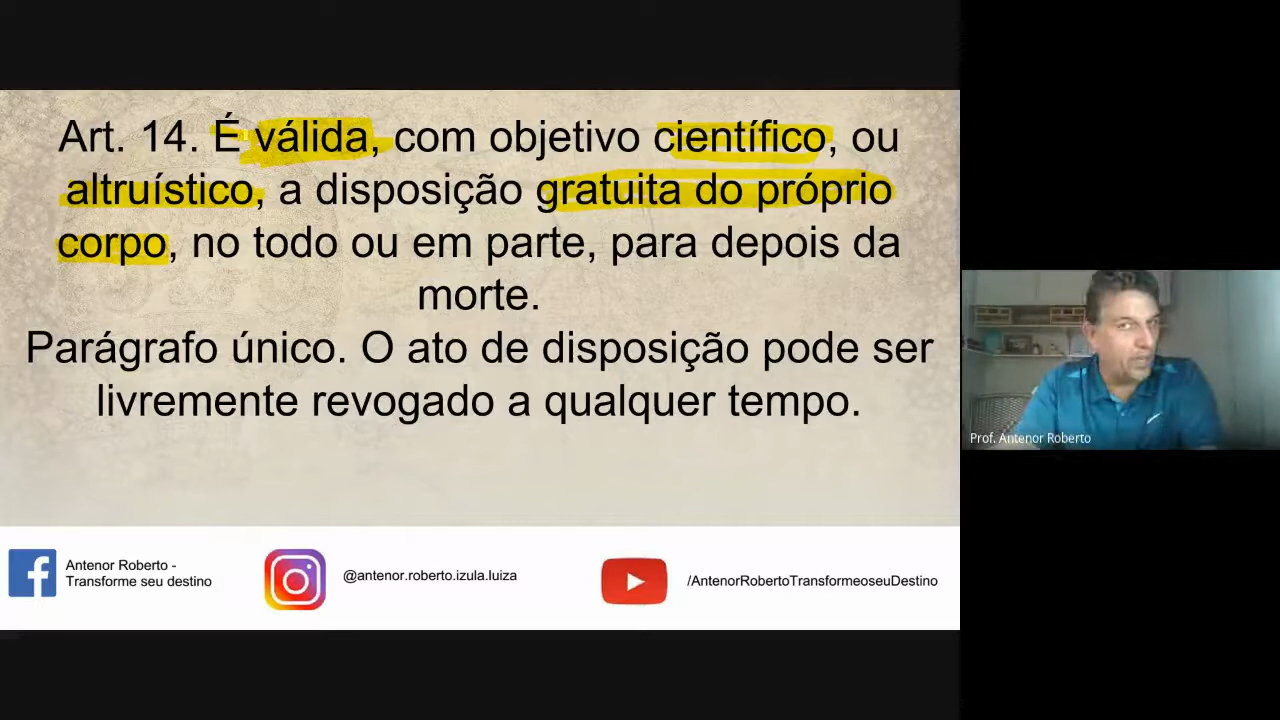 Art. 14. É válida, com objetivo científico, ou
altruístico, a disposição gratuita do próprio
corpo, no todo ou em parte, para depois da
morte.
Parágrafo único. O ato de disposição pode ser
livremente revogado a qualquer tempo.
Prof. Antenor Roberto
Antenor Roberto -
Transforme seu destino
@antenor.roberto.izula.luiza
/AntenorRobertoTransformeoseuDestino